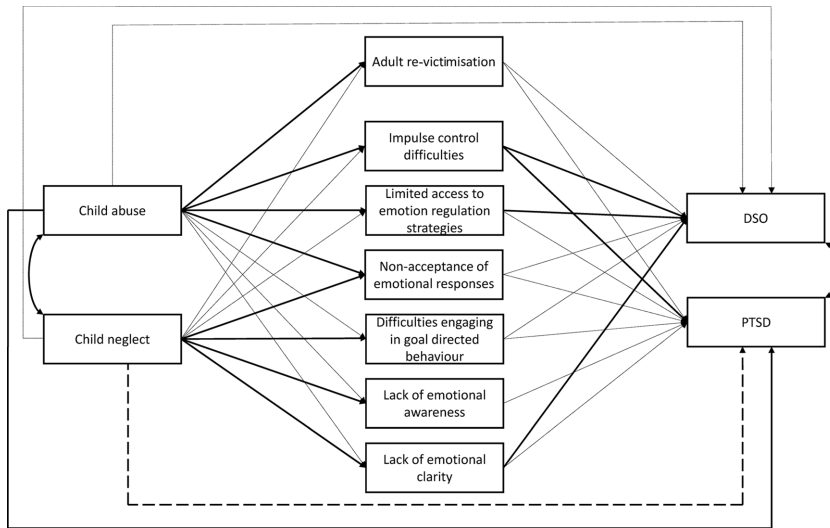 Adult re-victimisation
Impulse control
difficulties
Child abuse
Limited access to
emotion regulation
strategies
DSO
Non-acceptance of
emotional responses
Child neglect
Difficulties engaging
in goal directed
behaviour
PTSD
Lack of emotional
awareness
Lack of emotional
clarity